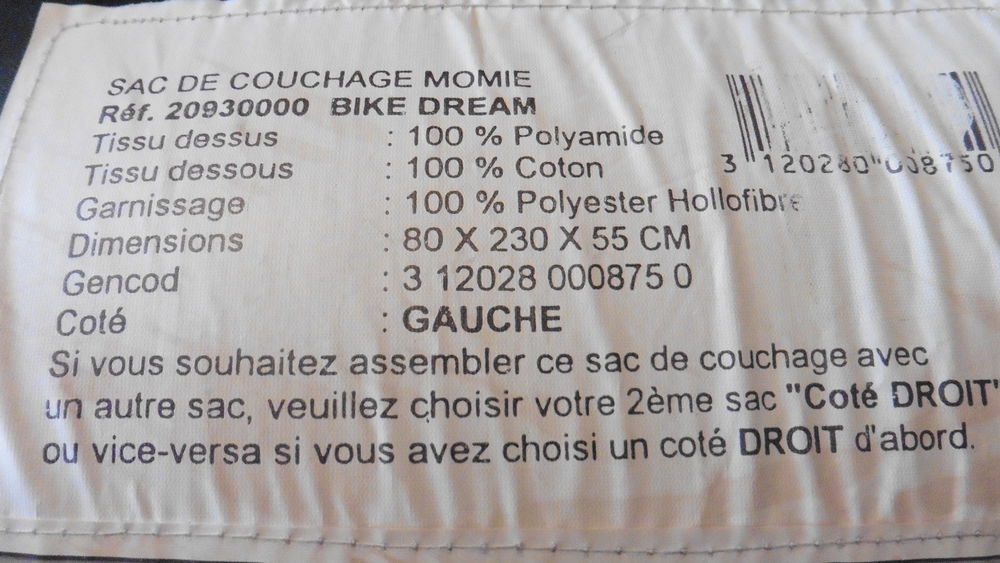 SAC DE COUCHAGE MOMIE
Réf. 20930000 BIKE DREAM
Tissu dessus : 100 % Polyamide
Tissu dessous : 100 % Coton
Garnissage : 100 % Polyester Hollofibre
Dimensions : 80 X 230 X 55 CM
Gencod : 3 12028 000875 0
Coté : GAUCHE
Si vous souhaitez assembler ce sac de couchage avec
un autre sac, veuillez choisir votre 2ème sac "Coté DROIT"
ou vice-versa si vous avez choisi un coté DROIT d'abord.
3 120280 008750